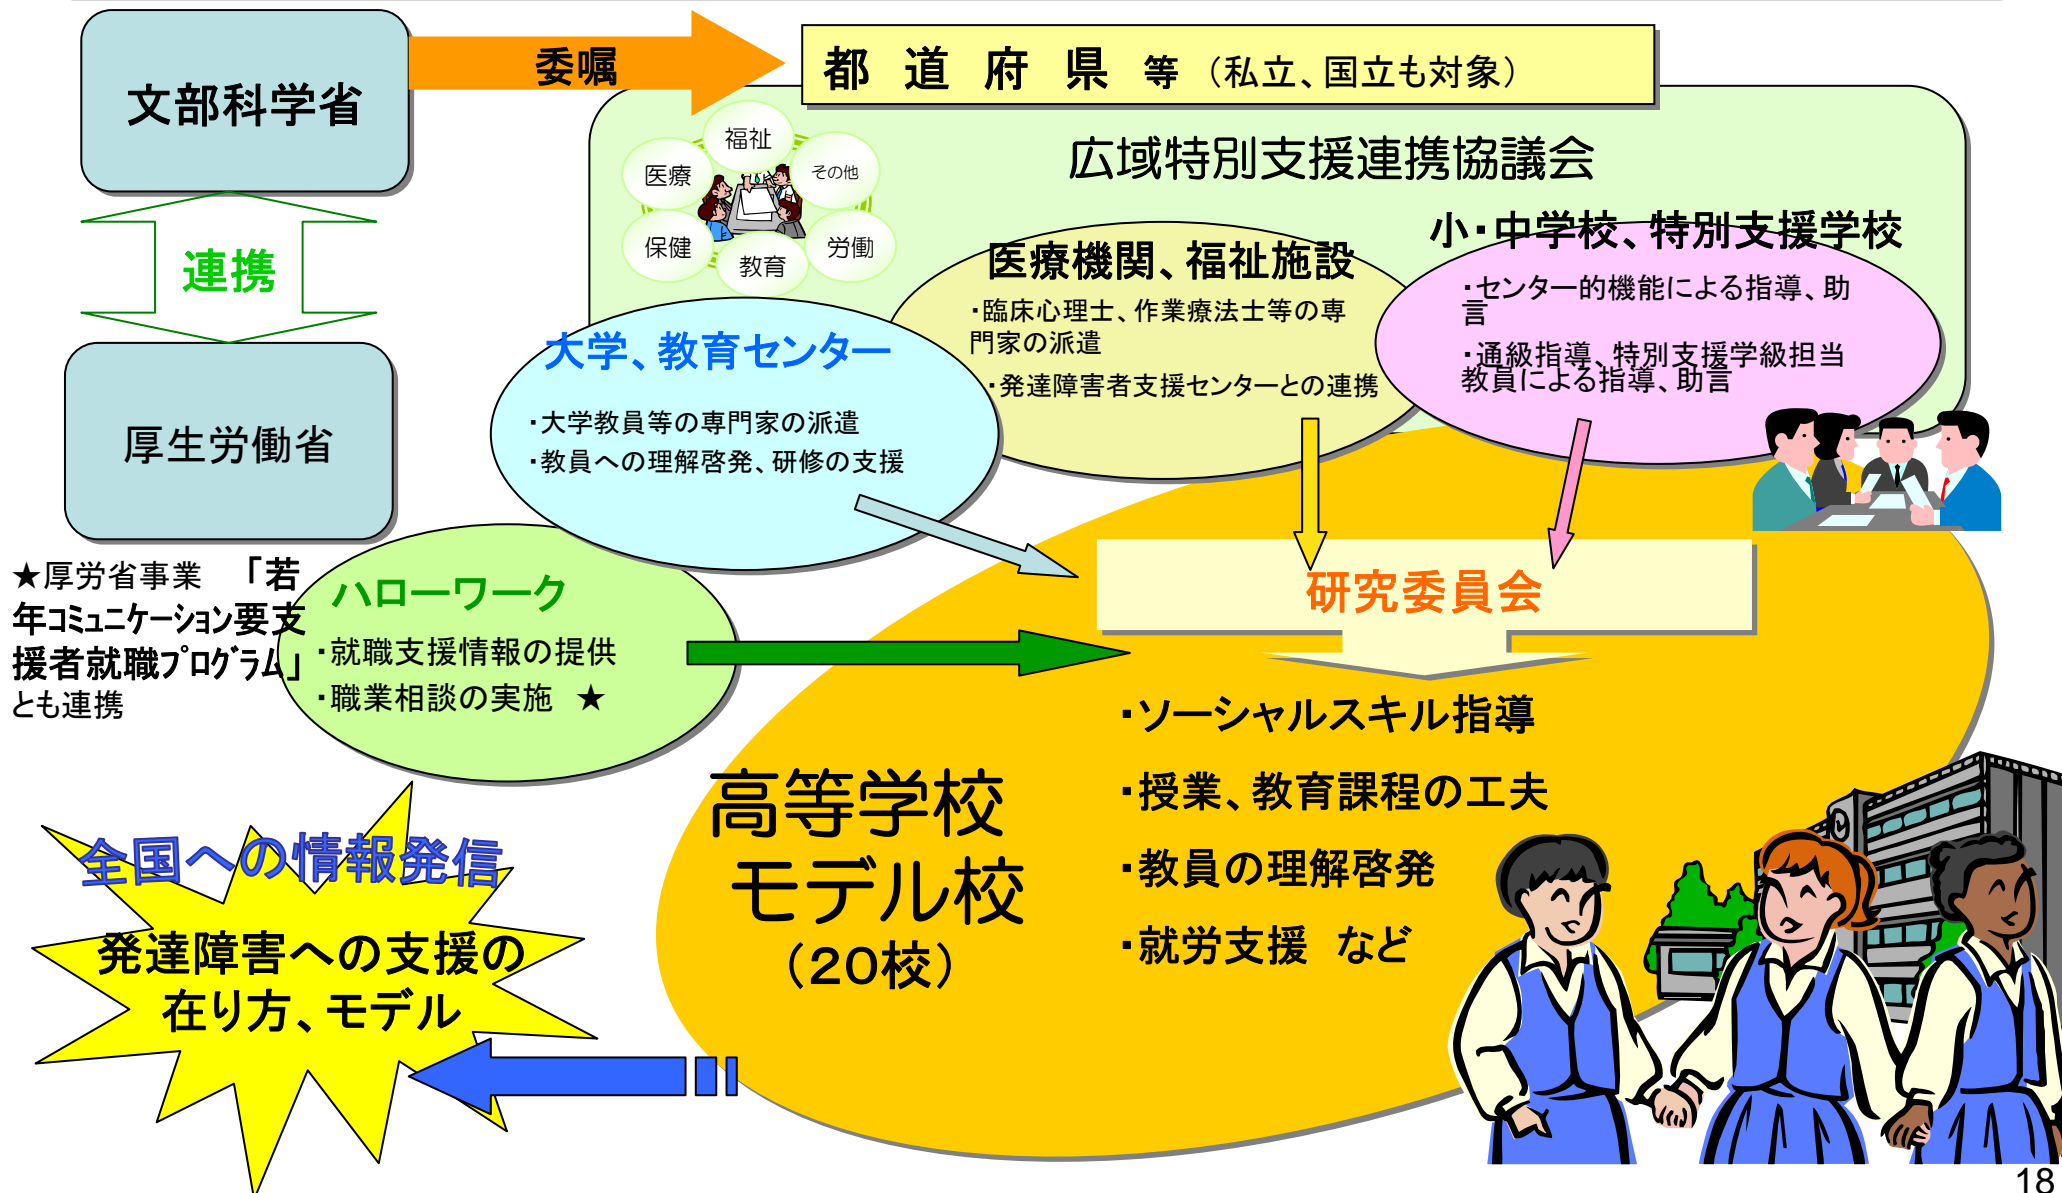 文部科学省
委嘱
都道府県等（私立、国立も対象）
広域特別支援連携協議会
福祉
医療
その他
保健
教育
労働
連携
厚生労働省
医療機関、福祉施設
・臨床心理士、作業療法士等の専
門家の派遣
・発達障害者支援センターとの連携
小・中学校、特別支援学校
・センター的機能による指導、助
言
・通級指導、特別支援学級担当
教員による指導、助言
大学、教育センター
・大学教員等の専門家の派遣
・教員への理解啓発、研修の支援
★厚労省事業　「若
年コミュニケーション要支
援者就職プログラム」
とも連携
ハローワーク
・就職支援情報の提供
・職業相談の実施　★
研究委員会
・ソーシャルスキル指導
・授業、教育課程の工夫
・教員の理解啓発
・就労支援　など
高等学校
モデル校
（20校）
全国への情報発信
発達障害への支援の
在り方、モデル
18